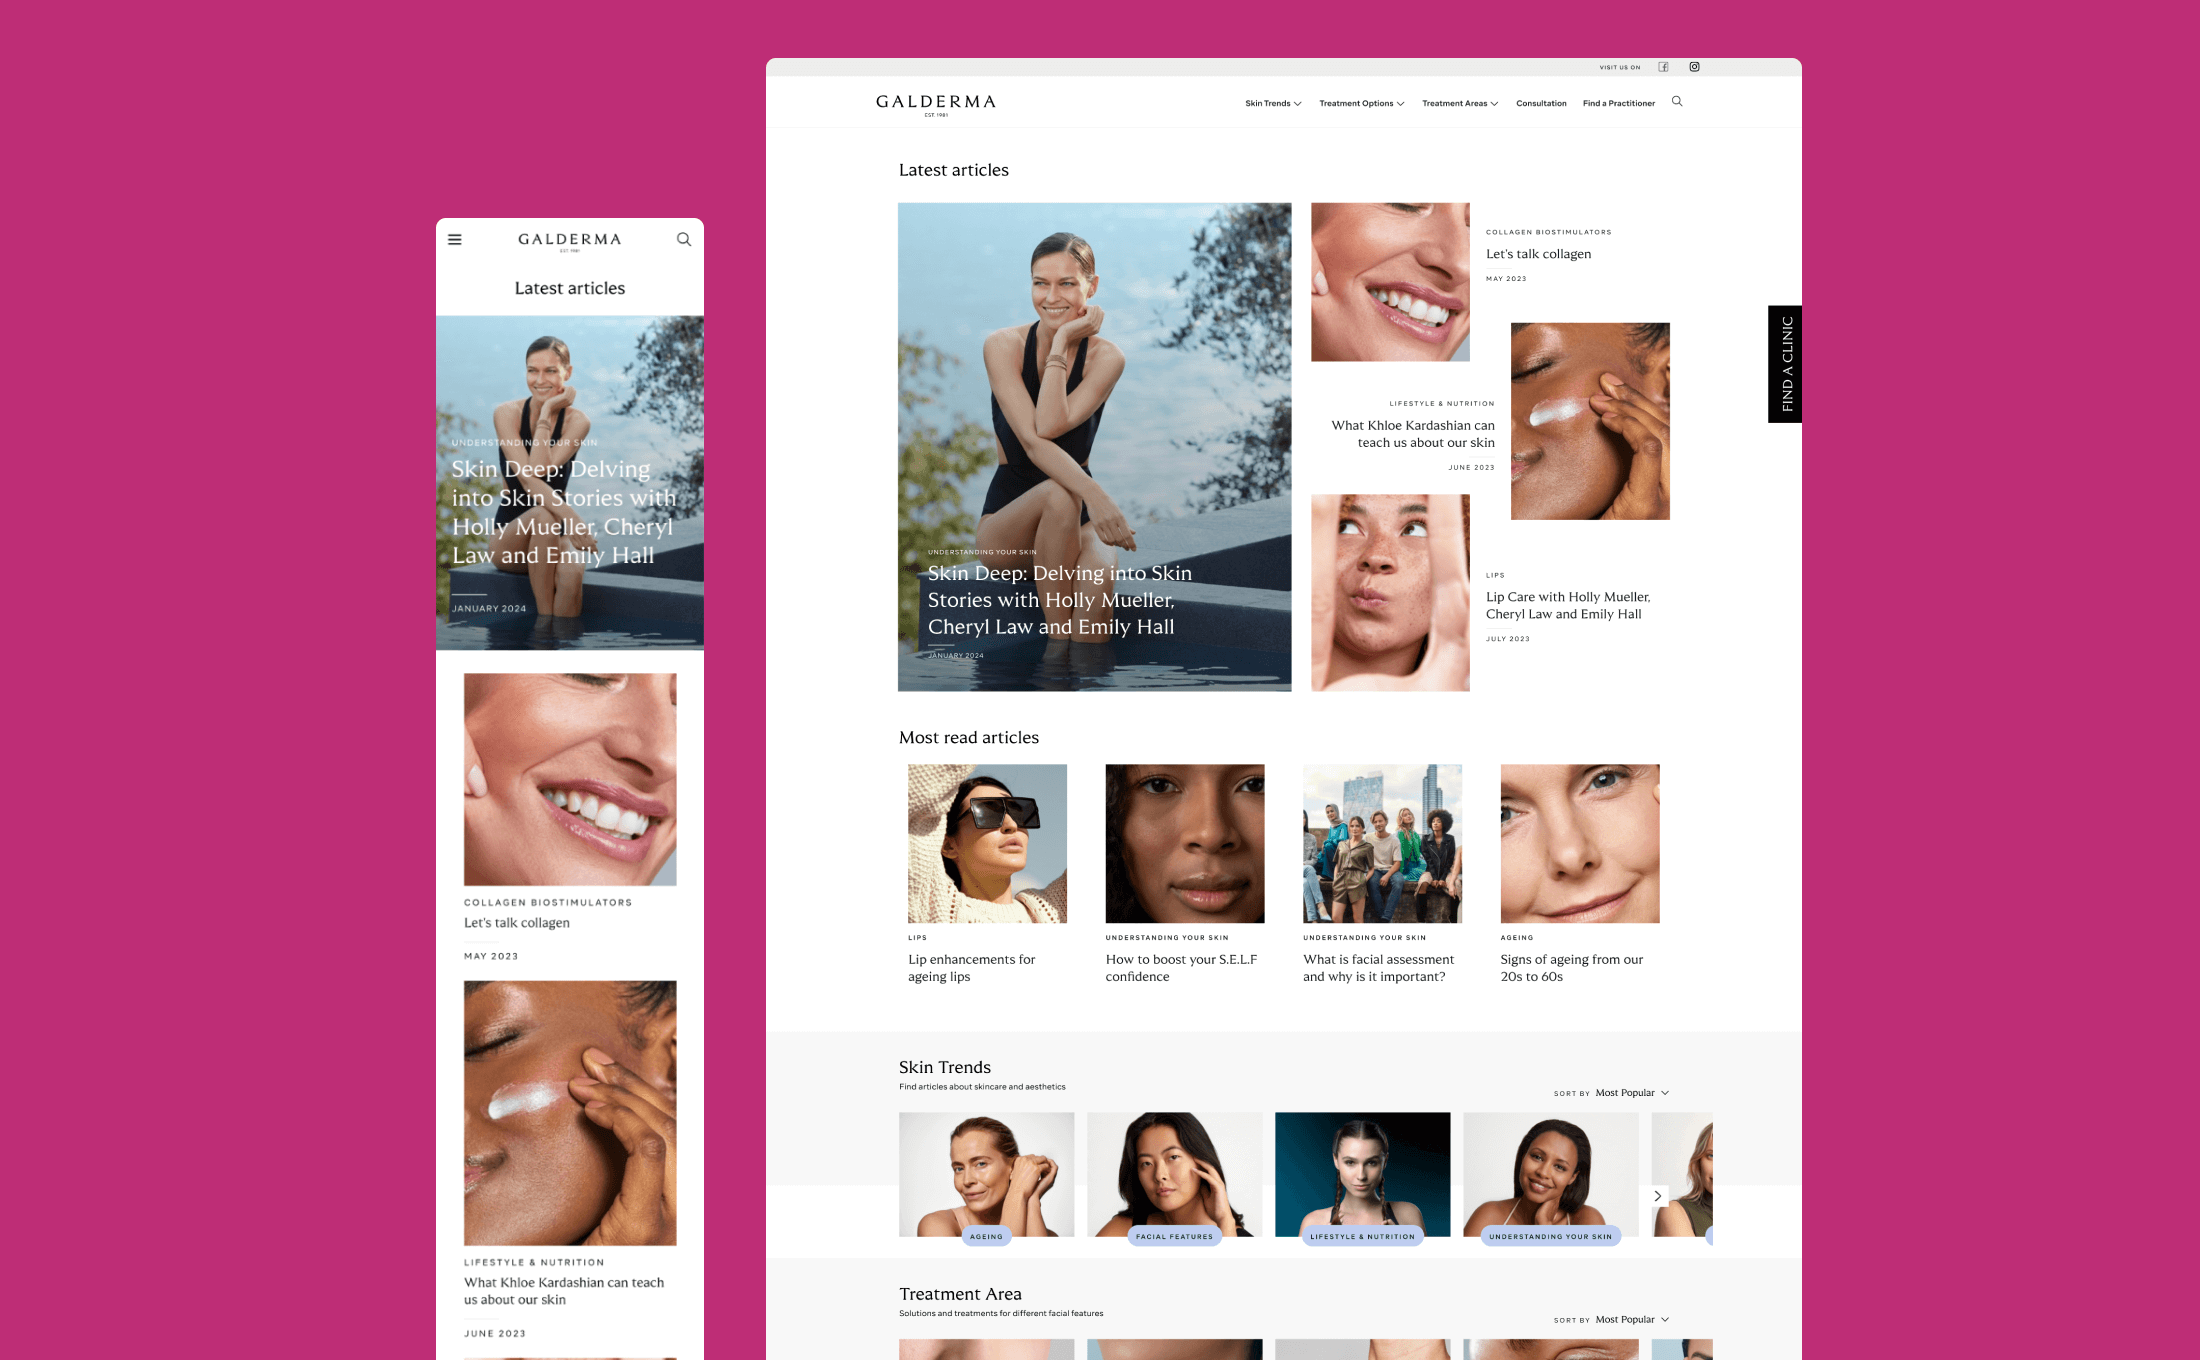 GALDERMA
EST. 1981
Latest articles
UNDERSTANDING YOUR SKIN
Skin Deep: Delving
into Skin Stories with
Holly Mueller, Cheryl
Law and Emily Hall
JANUARY 2024
COLLAGEN BIOSTIMULATORS
Let's talk collagen
MAY 2023
LIFESTYLE & NUTRITION
What Khloe Kardashian can teach
us about our skin
JUNE 2023
VISIT US ON
GALDERMA
EST. 1981
Skin Trends
Treatment Options
Treatment Areas
Consultation
Find a Practitioner
Latest articles
UNDERSTANDING YOUR SKIN
Skin Deep: Delving into Skin
Stories with Holly Mueller,
Cheryl Law and Emily Hall
JANUARY 2024
COLLAGEN BIOSTIMULATORS
Let's talk collagen
MAY 2023
LIFESTYLE & NUTRITION
What Khloe Kardashian can
teach us about our skin
JUNE 2023
LIPS
Lip Care with Holly Mueller,
Cheryl Law and Emily Hall
JULY 2023
FIND A CLINIC
Most read articles
LIPS
Lip enhancements for
ageing lips
UNDERSTANDING YOUR SKIN
How to boost your S.E.L.F
confidence
UNDERSTANDING YOUR SKIN
What is facial assessment
and why is it important?
AGEING
Signs of ageing from our
20s to 60s
Skin Trends
Find articles about skincare and aesthetics
SORT BY Most Popular
AGEING
FACIAL FEATURES
LIFESTYLE & NUTRITION
UNDERSTANDING YOUR SKIN
Treatment Area
Solutions and treatments for different facial features
SORT BY Most Popular